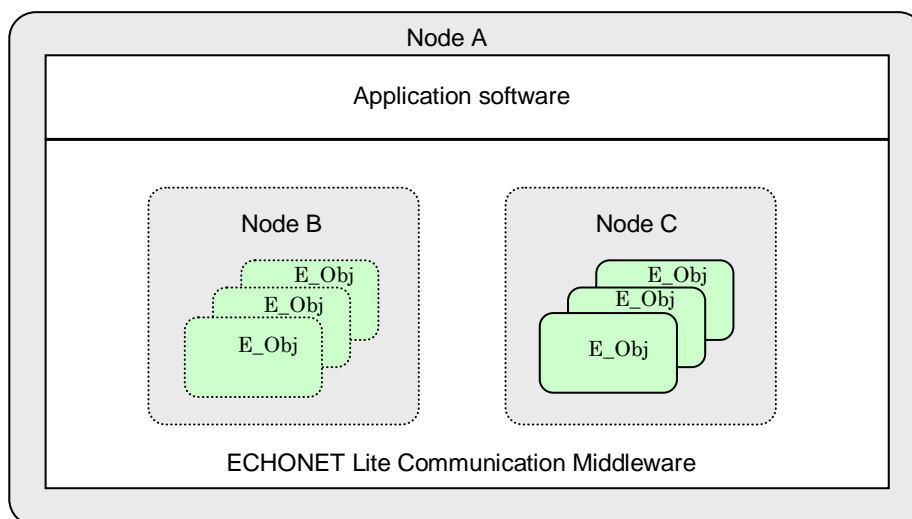 Node A
Application software
Node B
E_Obj
E_Obj
E_Obj
Node C
E_Obj
E_Obj
E_Obj
ECHONET Lite Communication Middleware